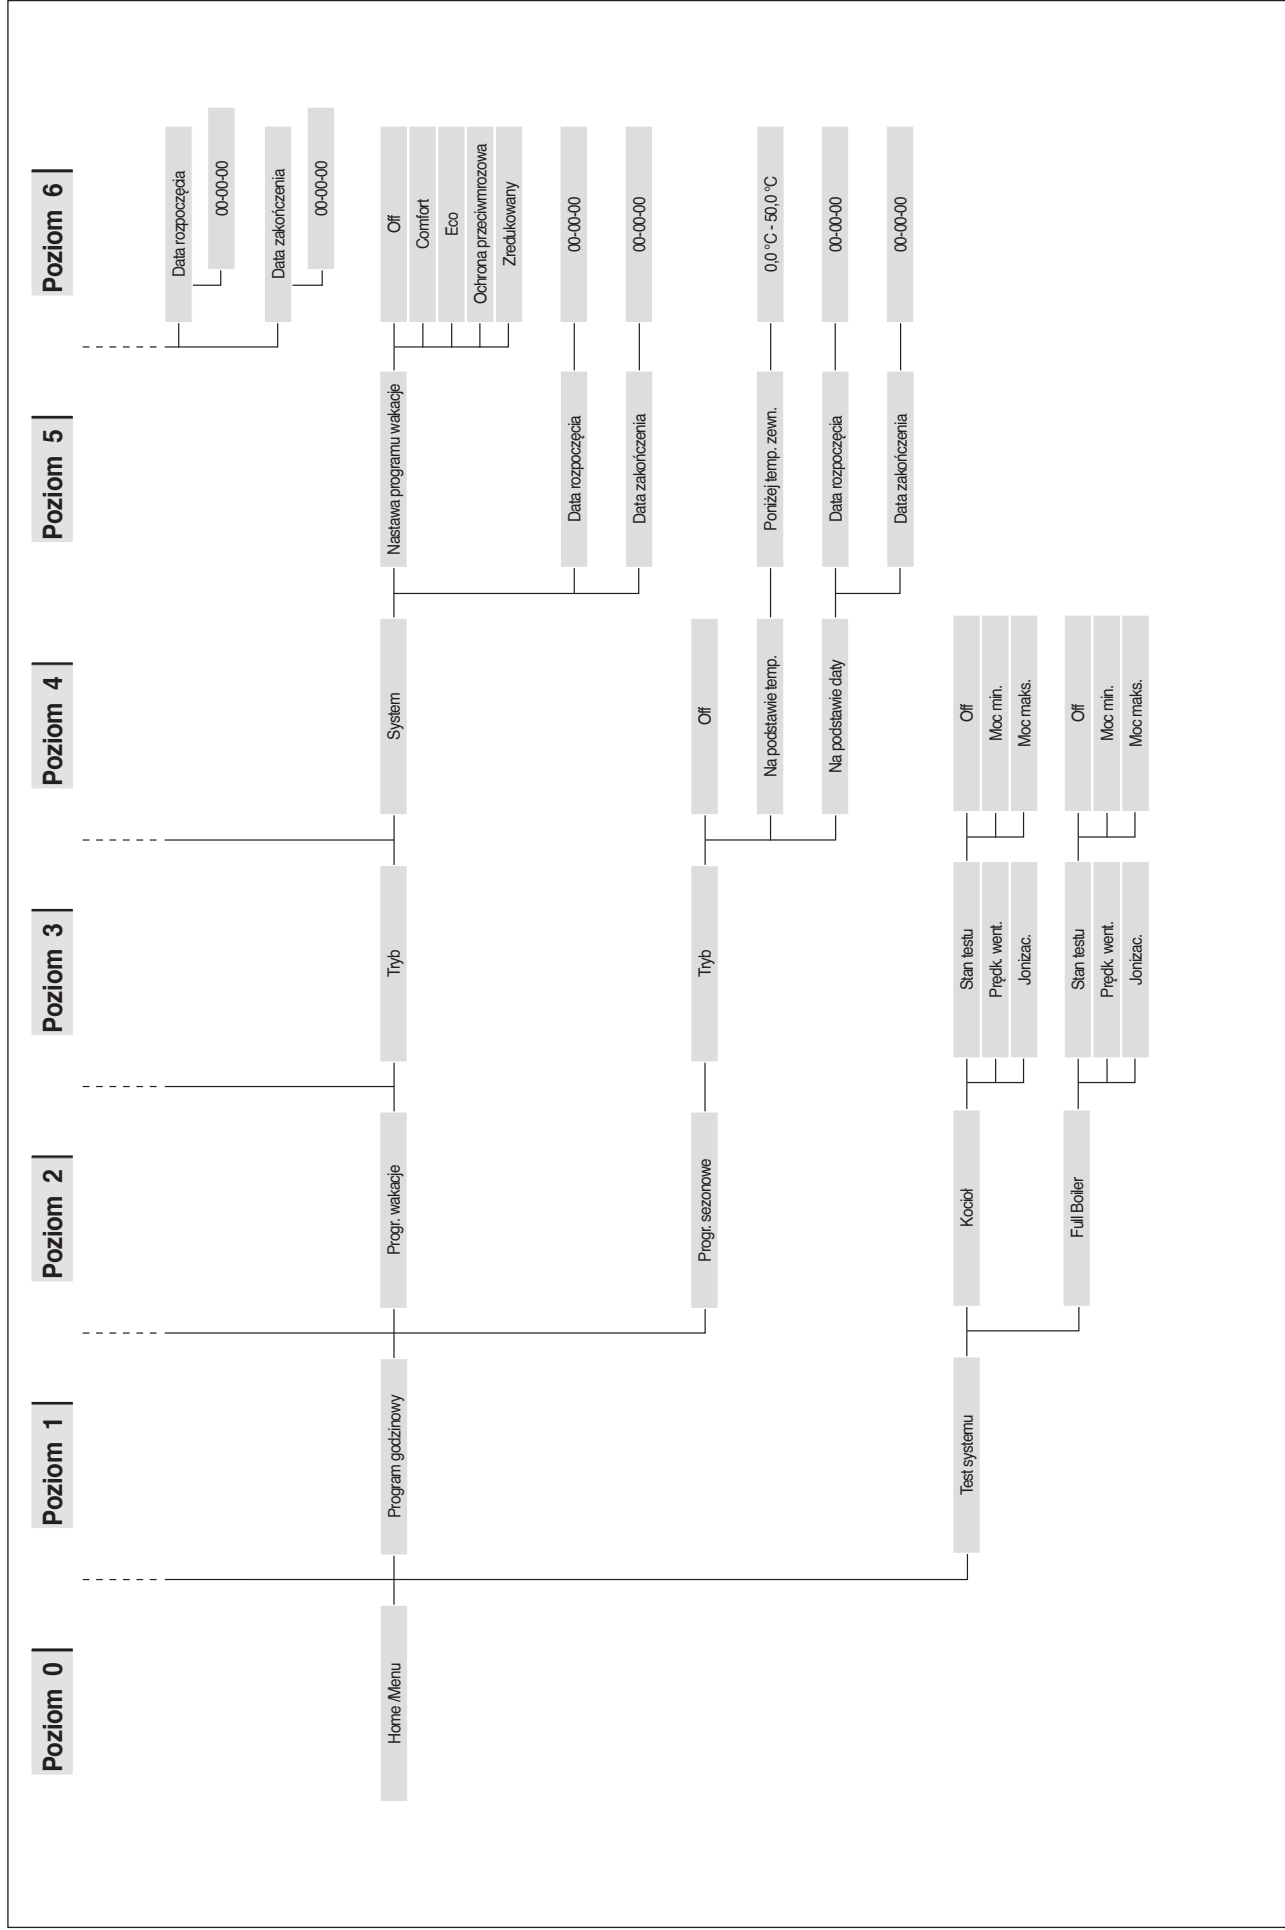 Poziom 0
Poziom 1
Poziom 2
Poziom 3
Poziom 4
Poziom 5
Poziom 6
Data rozpoczęcia
00-00-00
Data zakończenia
00-00-00
Home /Menu
Program godzinowy
Progr. wakacje
Tryb
System
Nastawa programu wakacje
Off
Comfort
Eco
Ochrona przeciwmrozowa
Zredukowany
Data rozpoczęcia
00-00-00
Data zakończenia
00-00-00
Progr. sezonowe
Tryb
Off
Na podstawie temp.
Poniżej temp. zewn.
0,0 °C - 50,0 °C
Na podstawie daty
Data rozpoczęcia
00-00-00
Data zakończenia
00-00-00
Test systemu
Kocioł
Stan testu
Off
Prędk. went.
Moc min.
Jonizac.
Moc maks.
Full Boiler
Stan testu
Off
Prędk. went.
Moc min.
Jonizac.
Moc maks.